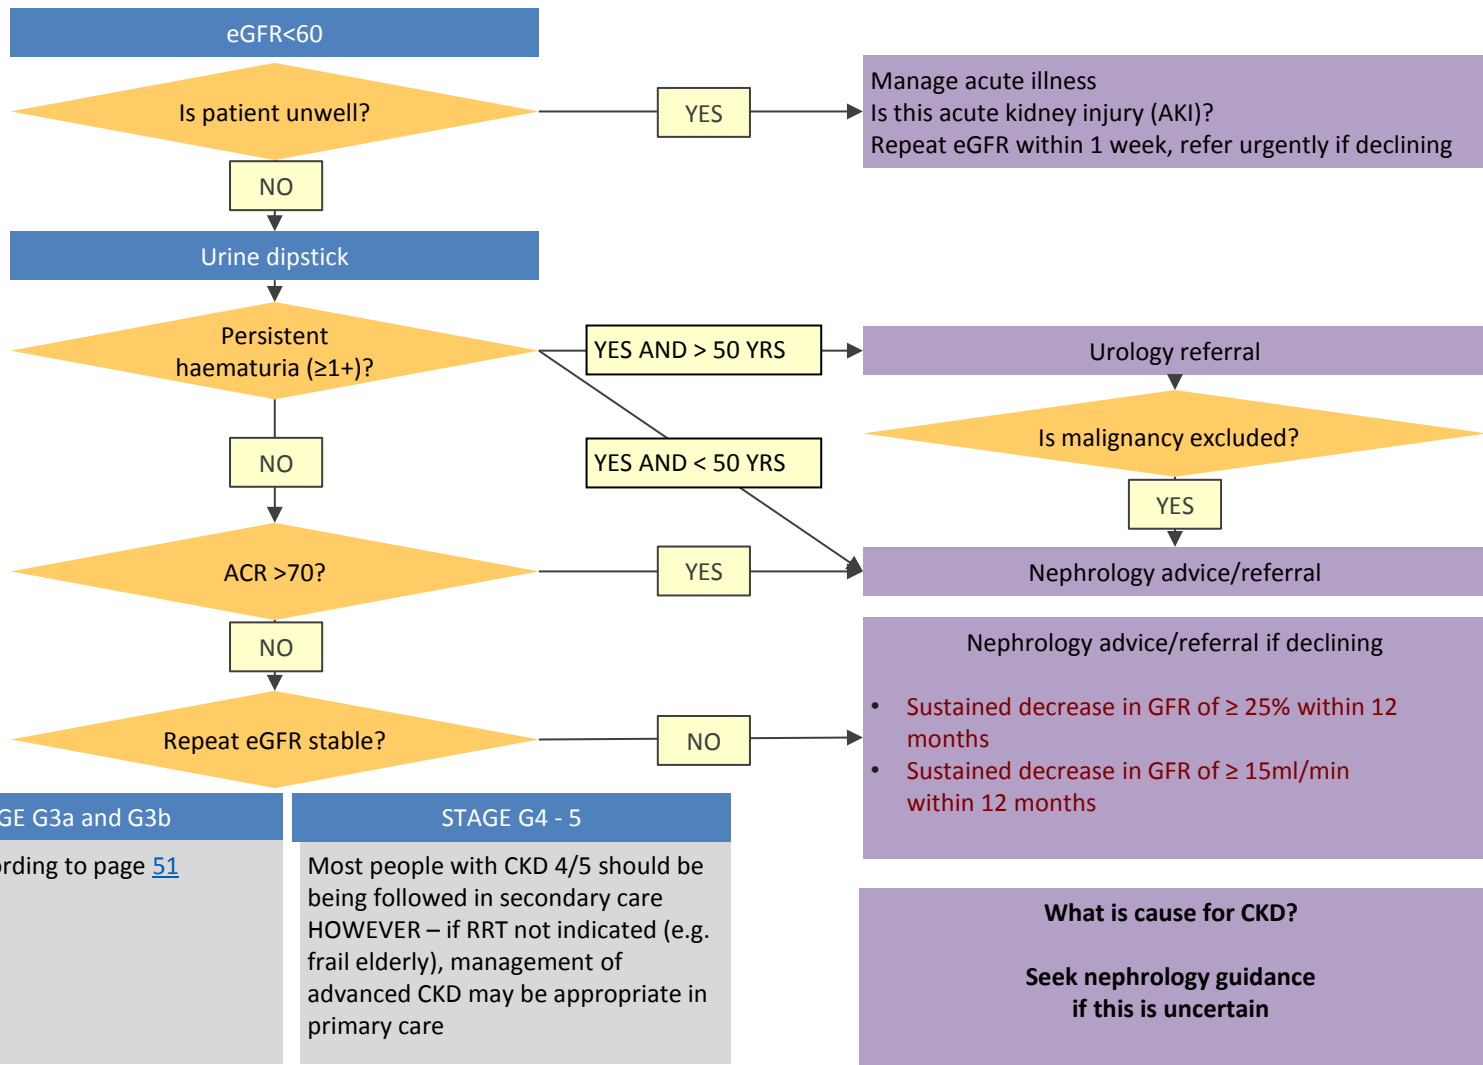 eGFR<60
Is patient unwell?
YES
Manage acute illness
Is this acute kidney injury (AKI)?
Repeat eGFR within 1 week, refer urgently if declining
NO
Urine dipstick
Persistent
haematuria (≥1+)?
YES AND > 50 YRS
Urology referral
Is malignancy excluded?
NO
YES AND < 50 YRS
YES
ACR >70?
YES
Nephrology advice/referral
NO
Nephrology advice/referral if declining
• Sustained decrease in GFR of ≥ 25% within 12
months
• Sustained decrease in GFR of ≥ 15ml/min
within 12 months
Repeat eGFR stable?
NO
GE G3a and G3b
ording to page 51
STAGE G4 - 5
Most people with CKD 4/5 should be
being followed in secondary care
HOWEVER – if RRT not indicated (e.g.
frail elderly), management of
advanced CKD may be appropriate in
primary care
What is cause for CKD?
Seek nephrology guidance
if this is uncertain